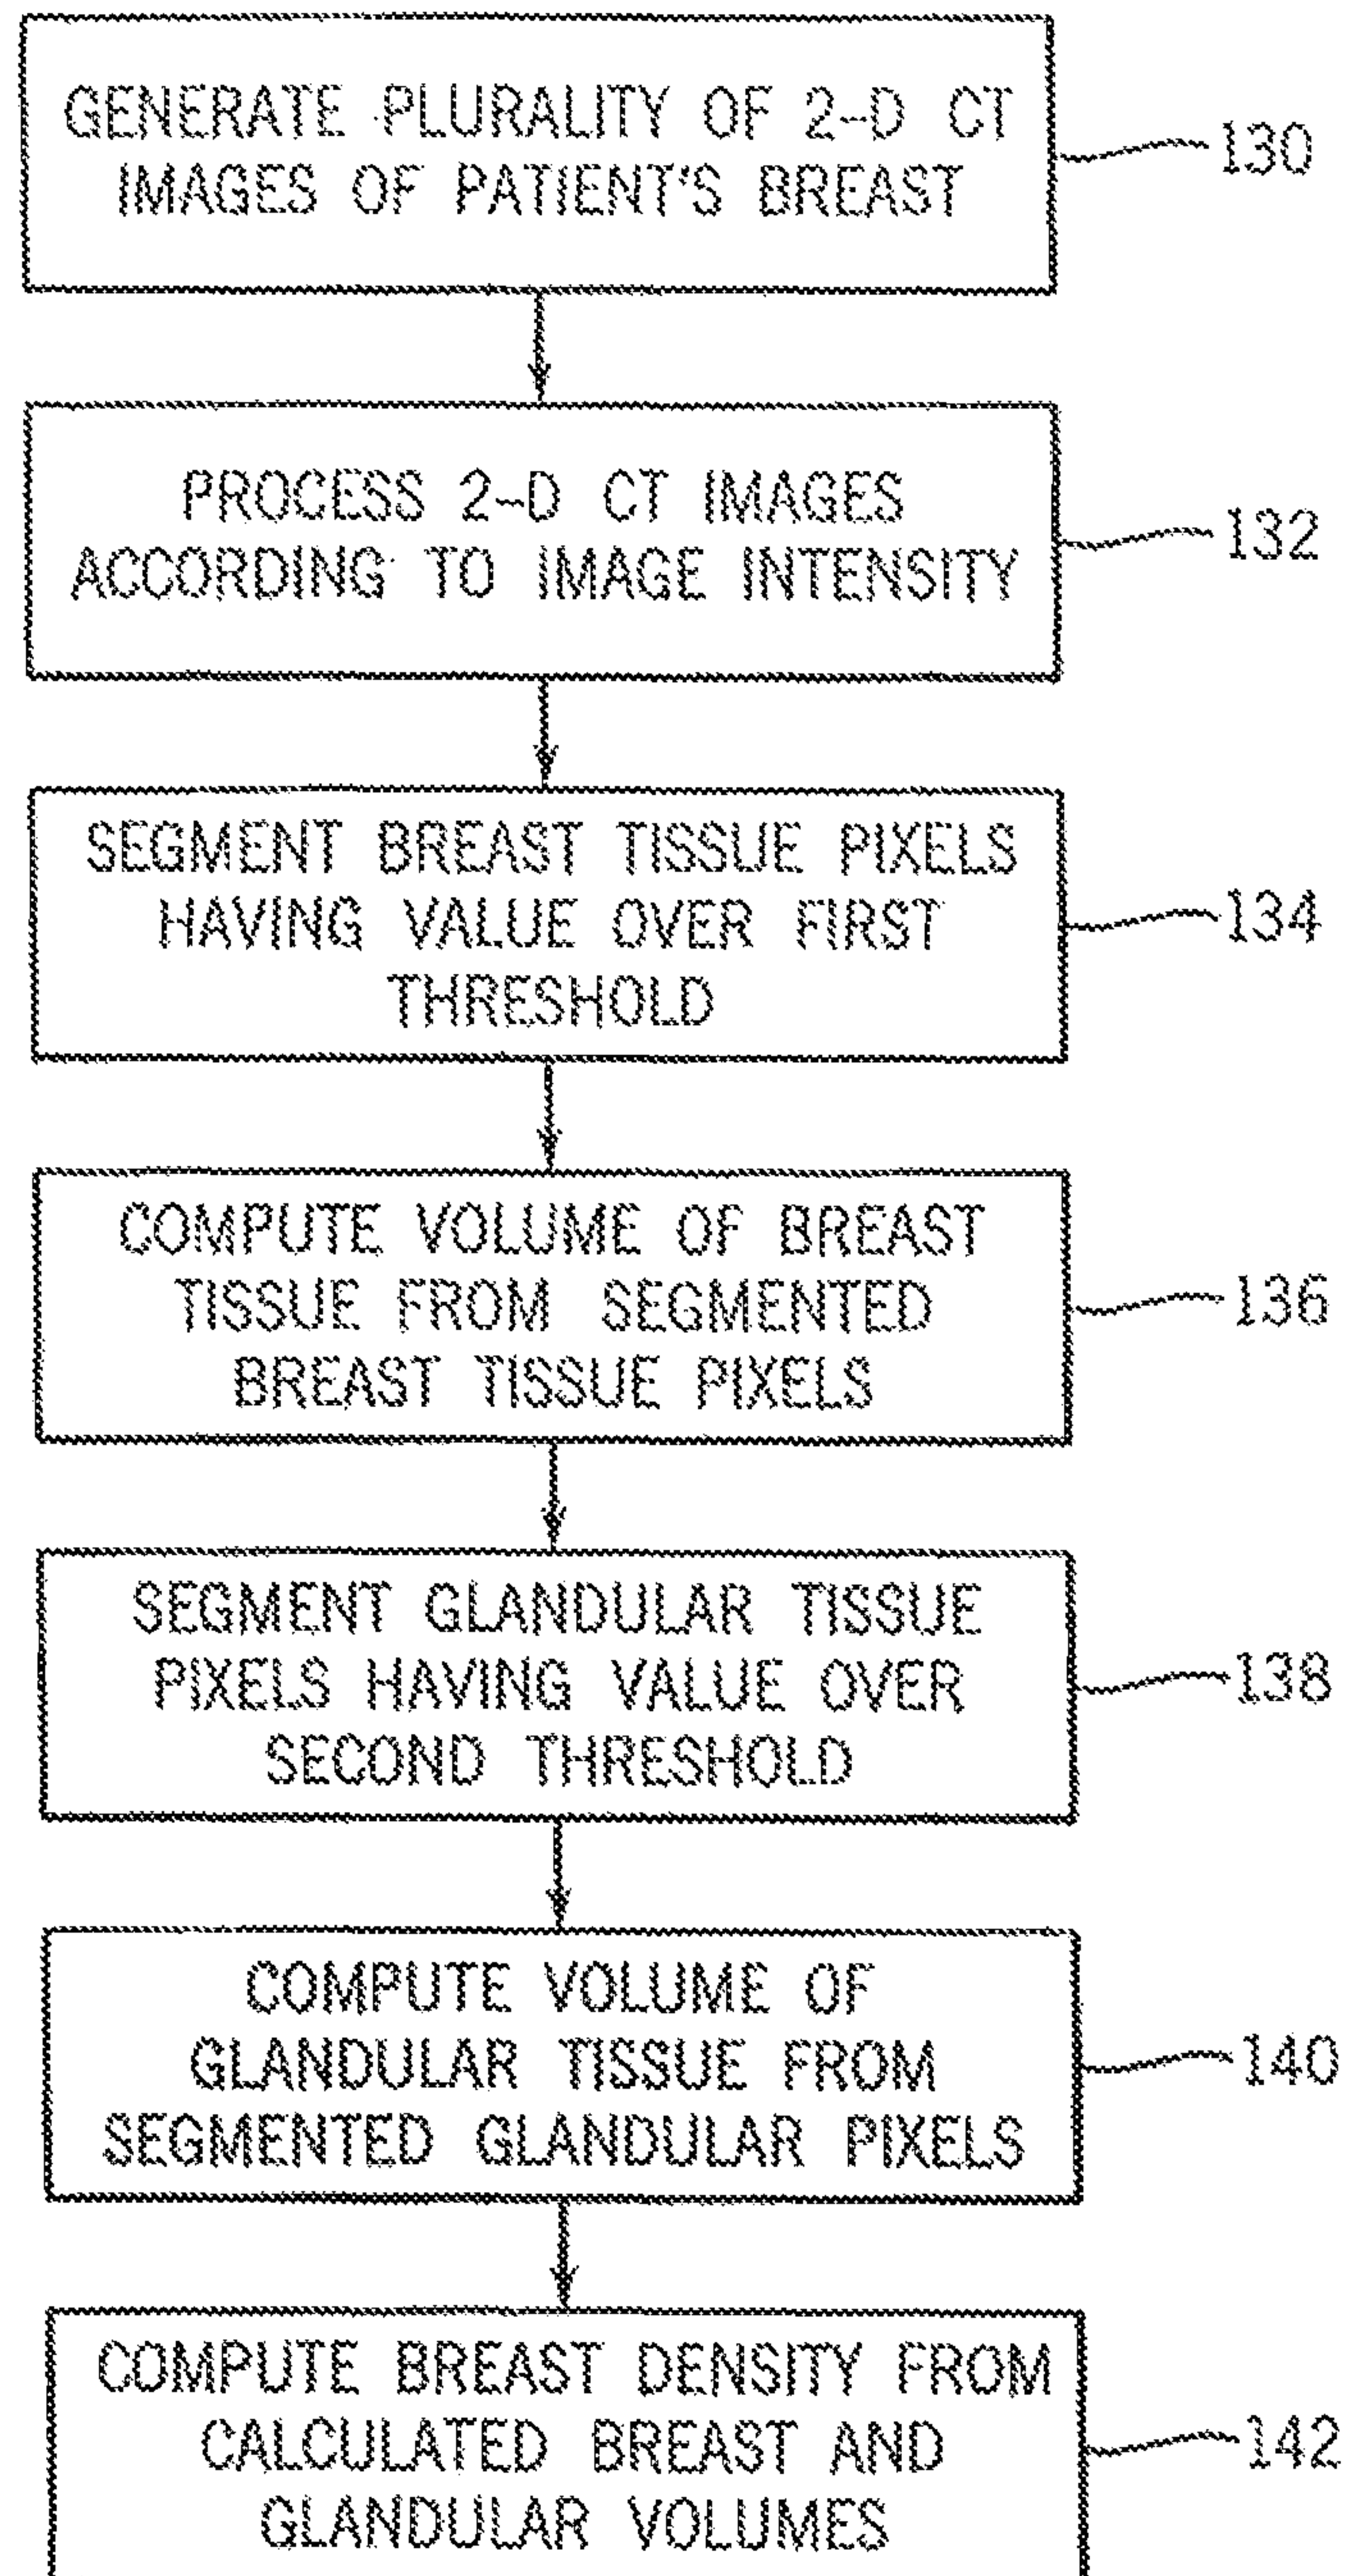 GENERATE PLURALITY OF 2-D CT
IMAGES OF PATIENT'S BREAST
130
PROCESS 2-D CT IMAGES
ACCORDING TO IMAGE INTENSITY
132
SEGMENT BREAST TISSUE PIXELS
HAVING VALUE OVER FIRST
THRESHOLD
134
COMPUTE VOLUME OF BREAST
TISSUE FROM SEGMENTED
BREAST TISSUE PIXELS
136
SEGMENT GLANDULAR TISSUE
PIXELS HAVING VALUE OVER
SECOND THRESHOLD
138
COMPUTE VOLUME OF
GLANDULAR TISSUE FROM
SEGMENTED GLANDULAR PIXELS
140
COMPUTE BREAST DENSITY FROM
CALCULATED BREAST AND
GLANDULAR VOLUMES
142